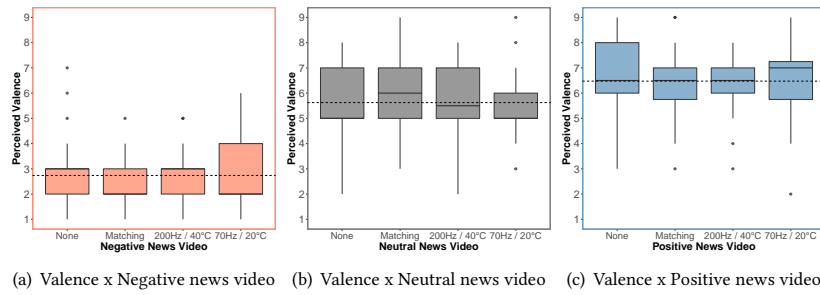 9
8
7
6
5
4
3
2
1
Perceived Valence
None Matching 200Hz / 40°C 70Hz / 20°C
Negative News Video
9
8
7
6
5
4
3
2
1
Perceived Valence
None Matching 200Hz / 40°C 70Hz / 20°C
Neutral News Video
9
8
7
6
5
4
3
2
1
Perceived Valence
None Matching 200Hz / 40°C 70Hz / 20°C
Positive News Video
(a) Valence x Negative news video (b) Valence x Neutral news video (c) Valence x Positive news video